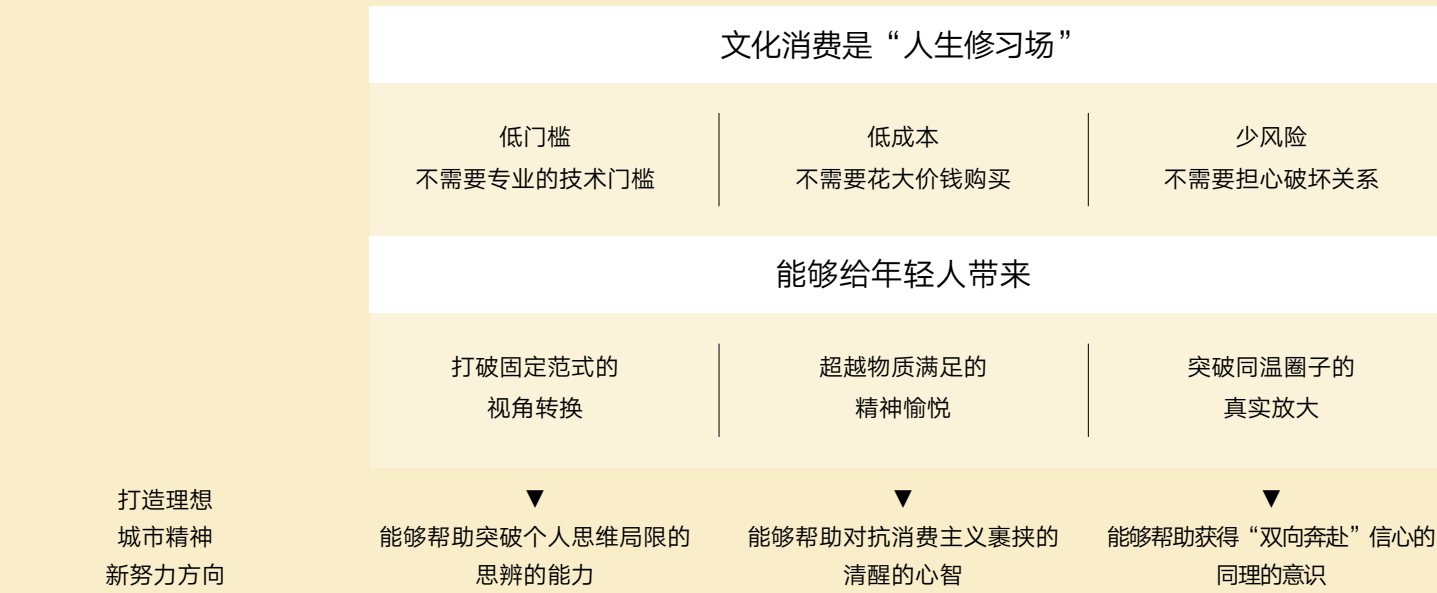 文化消费是“人生修习场”
低门槛
不需要专业的技术门槛
低成本
不需要花大价钱购买
少风险
不需要担心破坏关系
能够给年轻人带来
打破固定范式的
视角转换
超越物质满足的
精神愉悦
突破同温圈子的
真实放大
打造理想
城市精神
新努力方向
▼
能够帮助突破个人思维局限的
思辨的能力
▼
能够帮助对抗消费主义裹挟的
清醒的心智
▼
能够帮助获得“双向奔赴”信心的
同理的意识